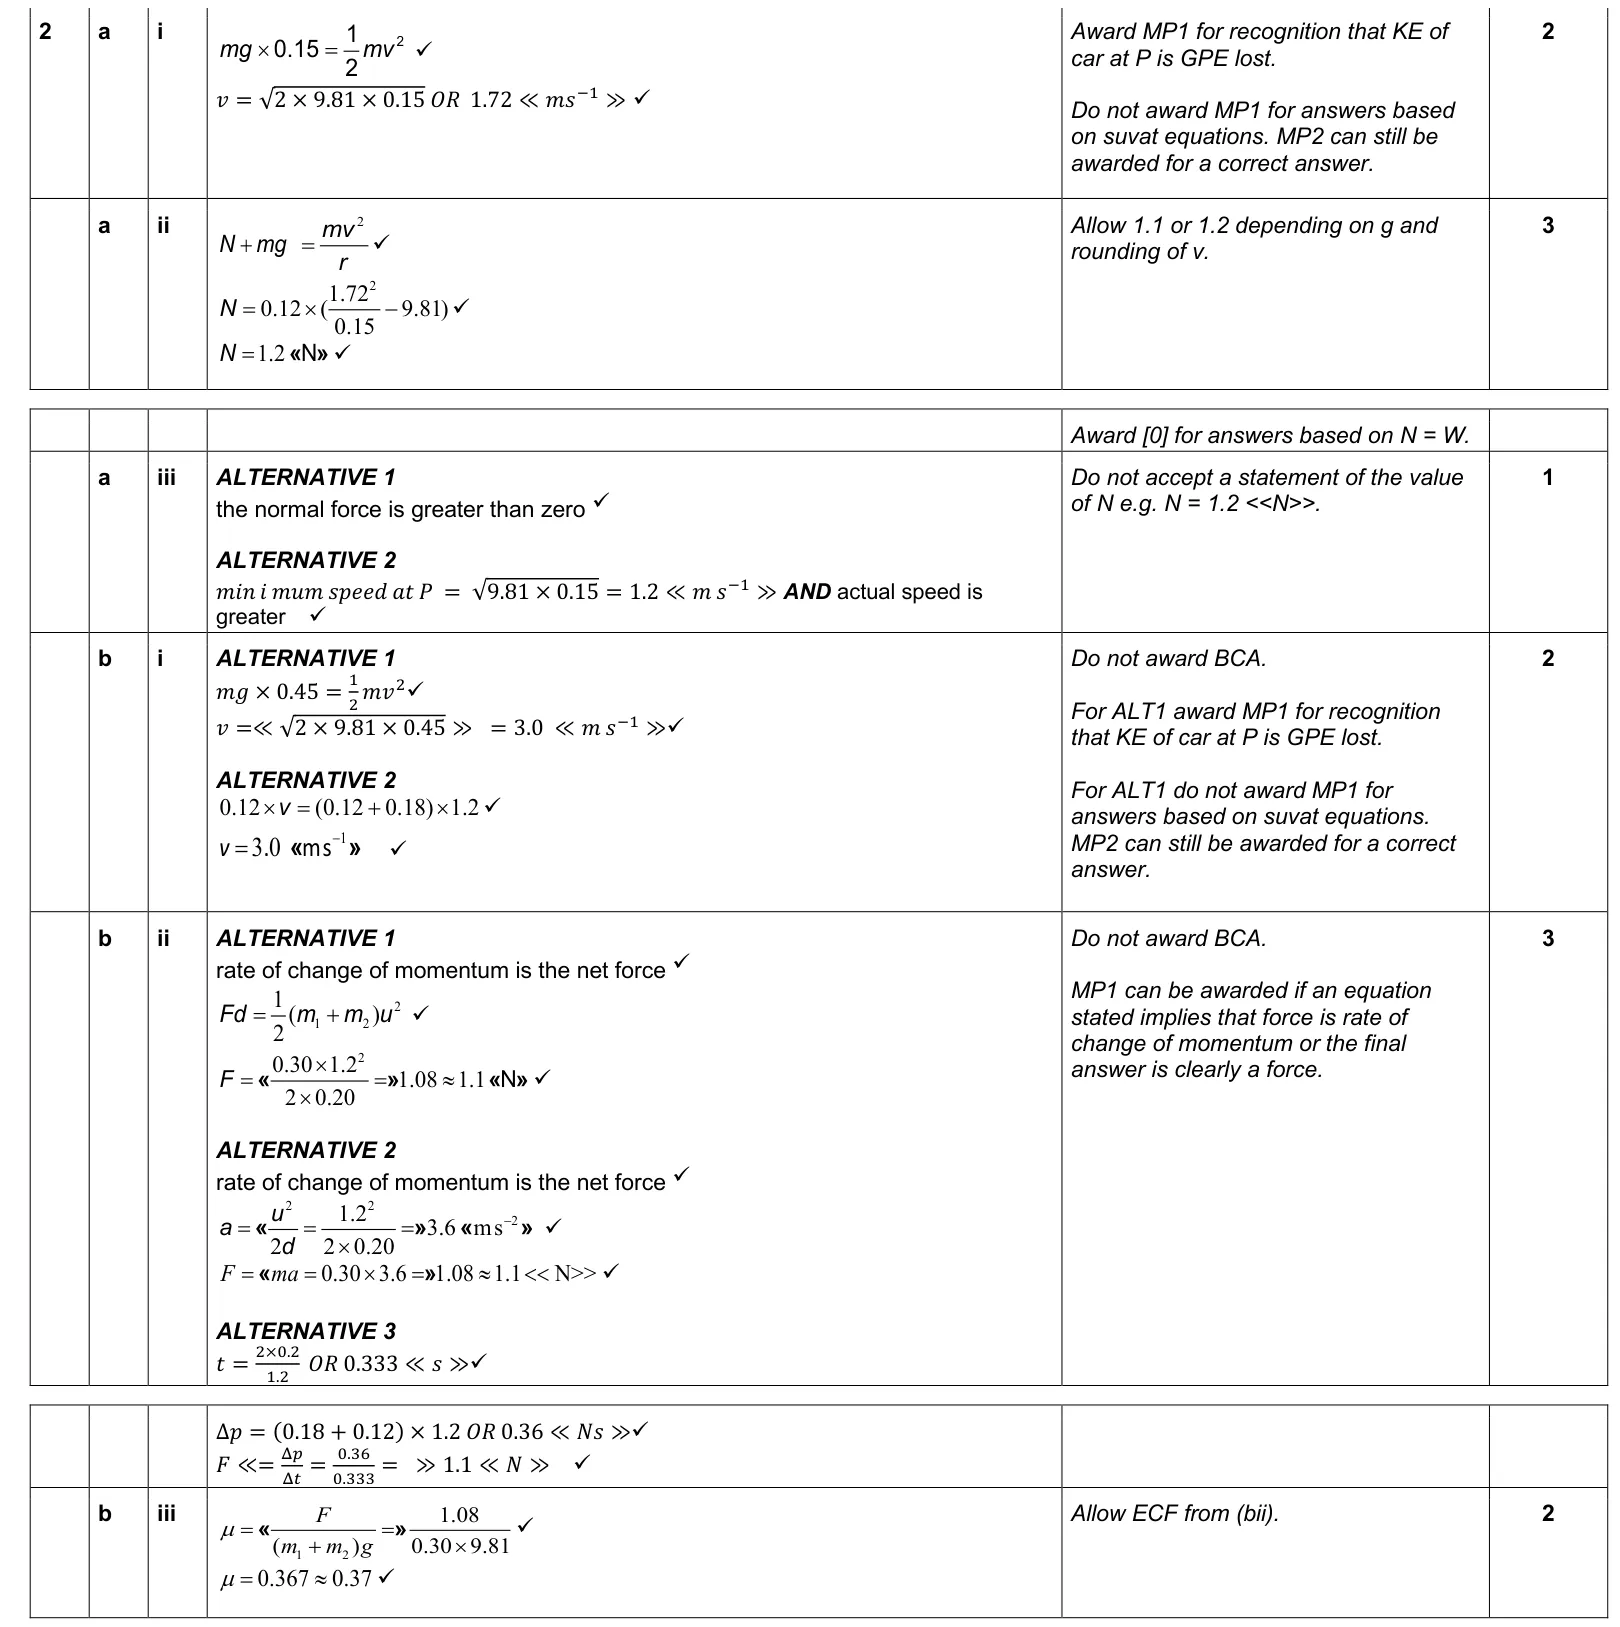 2 a i mg × 0.15 = 1/2 mv² ✓ Award MP1 for recognition that KE of 2
car at P is GPE lost.
v = √(2 × 9.81 × 0.15) OR 1.72 ≪ ms⁻¹ ≫ ✓
Do not award MP1 for answers based
on suvat equations. MP2 can still be
awarded for a correct answer.
a ii N + mg = mv²/r ✓ Allow 1.1 or 1.2 depending on g and 3
rounding of v.
N = 0.12 × (1.72²/0.15 − 9.81) ✓
N = 1.2 «N» ✓
Award [0] for answers based on N = W.
a iii ALTERNATIVE 1 Do not accept a statement of the value 1
the normal force is greater than zero ✓ of N e.g. N = 1.2 <<N>>.
ALTERNATIVE 2
min i mum speed at P = √(9.81 × 0.15) = 1.2 ≪ m s⁻¹ ≫ AND actual speed is
greater ✓
b i ALTERNATIVE 1 Do not award BCA. 2
mg × 0.45 = 1/2 mv² ✓
v =≪ √(2 × 9.81 × 0.45) ≫ = 3.0 ≪ m s⁻¹ ≫ ✓
For ALT1 award MP1 for recognition
that KE of car at P is GPE lost.
ALTERNATIVE 2
0.12 × v = (0.12 + 0.18) × 1.2 ✓
v = 3.0 «ms⁻¹» ✓
For ALT1 do not award MP1 for
answers based on suvat equations.
MP2 can still be awarded for a correct
answer.
b ii ALTERNATIVE 1 Do not award BCA. 3
rate of change of momentum is the net force ✓
Fd = 1/2 (m₁ + m₂)u² ✓
F = «0.30 × 1.2²/2 × 0.20 =» 1.08 ≈ 1.1 «N» ✓
MP1 can be awarded if an equation
stated implies that force is rate of
change of momentum or the final
answer is clearly a force.
ALTERNATIVE 2
rate of change of momentum is the net force ✓
a = «u²/2d = 1.2²/2 × 0.20 =» 3.6 «ms⁻²» ✓
F = «ma = 0.30 × 3.6 =» 1.08 ≈ 1.1 << N>> ✓
ALTERNATIVE 3
t = 2×0.2/1.2 OR 0.333 ≪ s ≫ ✓
Δp = (0.18 + 0.12) × 1.2 OR 0.36 ≪ Ns ≫ ✓
F ≪= Δp/Δt = 0.36/0.333 = ≫ 1.1 ≪ N ≫ ✓
b iii μ = «F/(m₁ + m₂)g =» 1.08/0.30 × 9.81 ✓ Allow ECF from (bii). 2
μ = 0.367 ≈ 0.37 ✓